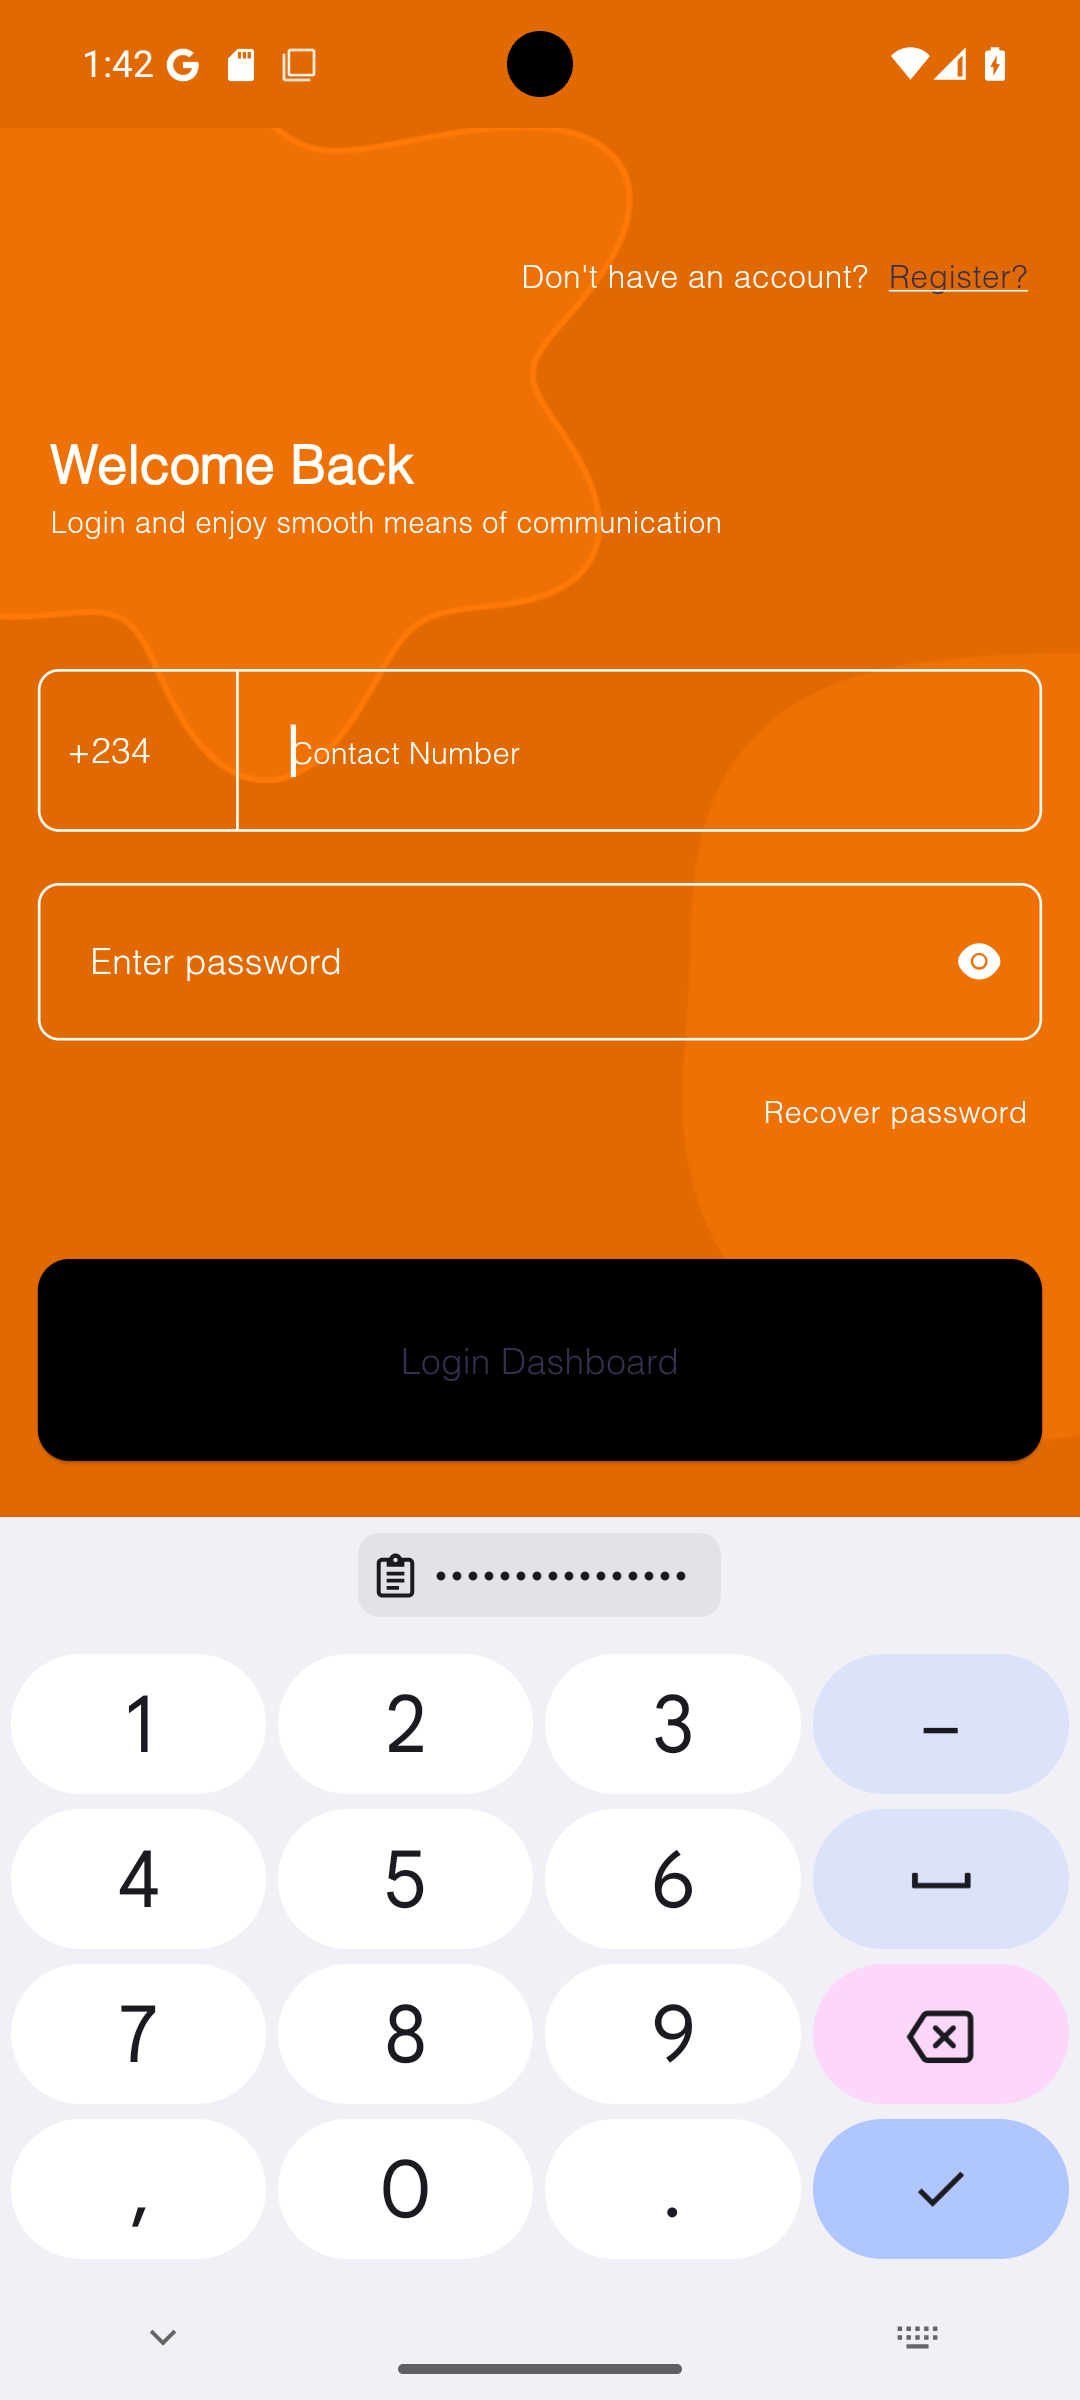 1:42
Don't have an account? Register?
Welcome Back
Login and enjoy smooth means of communication
+234
Contact Number
Enter password
Recover password
Login Dashboard
1 2 3 –
4 5 6
7 8 9
, 0 .